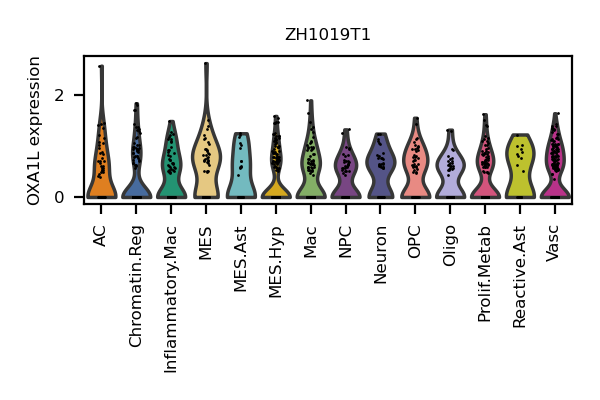 ZH1019T1
OXA1L expression
2
0
AC
Chromatin.Reg
Inflammatory.Mac
MES
MES.Ast
MES.Hyp
Mac
NPC
Neuron
OPC
Oligo
Prolif.Metab
Reactive.Ast
Vasc